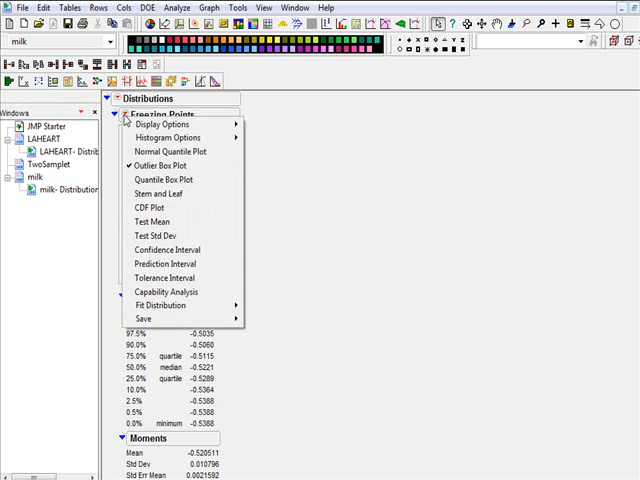 File Edit Tables Rows Cols DOE Analyze Graph Tools View Window Help
milk
Windows
JMP Starter
LAHEART
LAHEART- Distrib
TwoSamplet
milk
milk- Distribution
Distributions
Freezing Points
Display Options
Histogram Options
Normal Quantile Plot
Outlier Box Plot
Quantile Box Plot
Stem and Leaf
CDF Plot
Test Mean
Test Std Dev
Confidence Interval
Prediction Interval
Tolerance Interval
Capability Analysis
Fit Distribution
Save
97.5% -0.5035
90.0% -0.5060
75.0% quartile -0.5115
50.0% median -0.5221
25.0% quartile -0.5289
10.0% -0.5364
2.5% -0.5388
0.5% -0.5388
0.0% minimum -0.5388
Moments
Mean -0.520511
Std Dev 0.010796
Std Err Mean 0.0021592